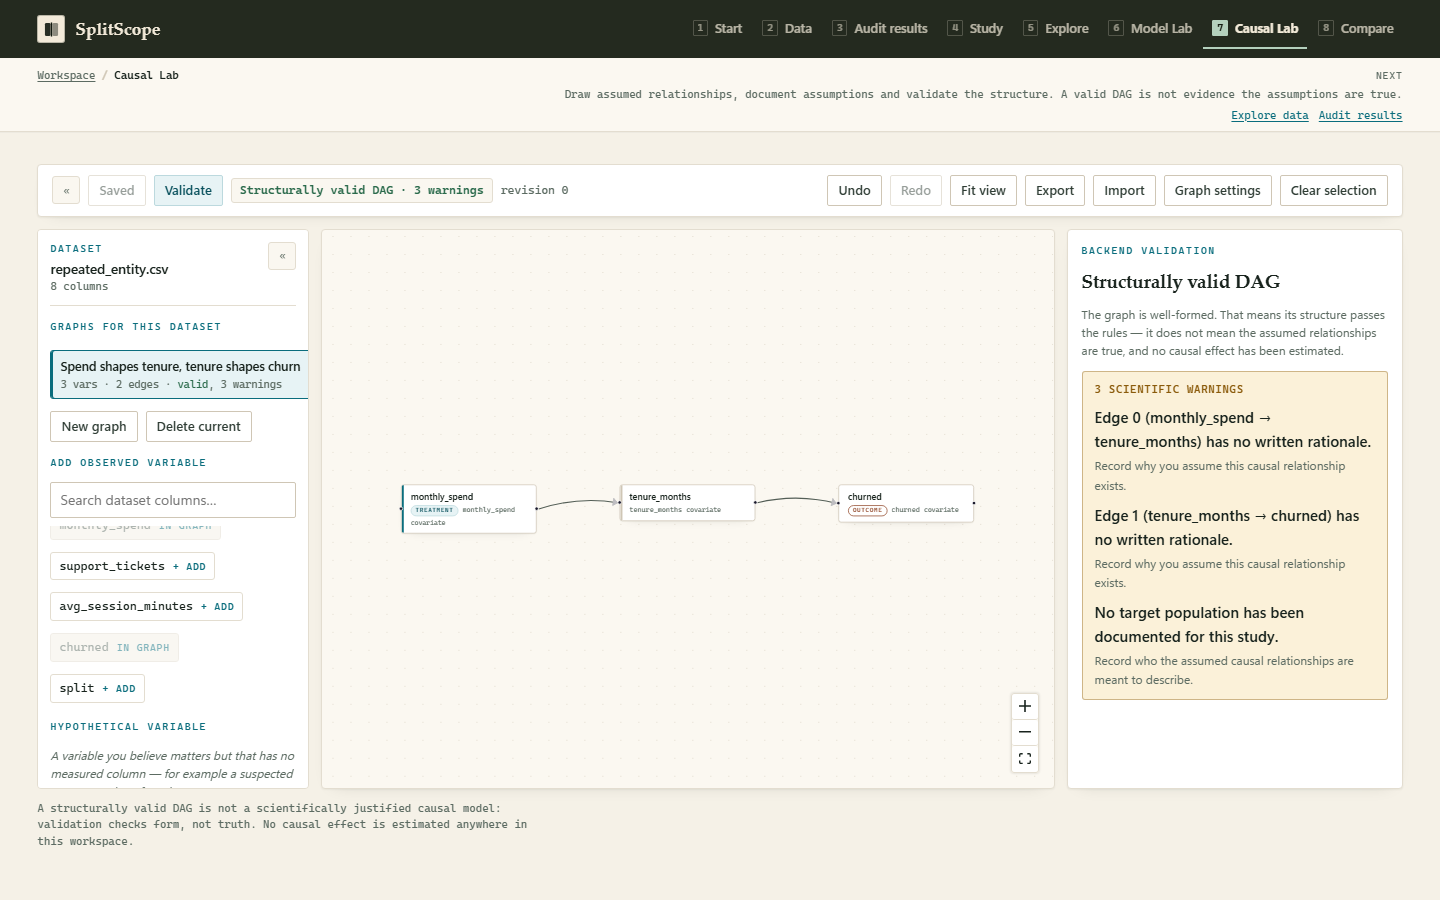 SplitScope
1 Start
2 Data
3 Audit results
4 Study
5 Explore
6 Model Lab
7 Causal Lab
8 Compare
Workspace / Causal Lab
NEXT
Draw assumed relationships, document assumptions and validate the structure. A valid DAG is not evidence the assumptions are true.
Explore data Audit results
« Saved Validate Structurally valid DAG · 3 warnings revision 0
Undo Redo Fit view Export Import Graph settings Clear selection
DATASET
«
repeated_entity.csv
8 columns
GRAPHS FOR THIS DATASET
Spend shapes tenure, tenure shapes churn
3 vars · 2 edges · valid, 3 warnings
New graph Delete current
ADD OBSERVED VARIABLE
Search dataset columns...
monthly_spend IN GRAPH
support_tickets + ADD
avg_session_minutes + ADD
churned IN GRAPH
split + ADD
HYPOTHETICAL VARIABLE
A variable you believe matters but that has no
measured column — for example a suspected
monthly_spend
TREATMENT monthly_spend
covariate
tenure_months
tenure_months covariate
churned
OUTCOME churned covariate
BACKEND VALIDATION
Structurally valid DAG
The graph is well-formed. That means its structure passes
the rules — it does not mean the assumed relationships
are true, and no causal effect has been estimated.
3 SCIENTIFIC WARNINGS
Edge 0 (monthly_spend →
tenure_months) has no written rationale.
Record why you assume this causal relationship
exists.
Edge 1 (tenure_months → churned) has
no written rationale.
Record why you assume this causal relationship
exists.
No target population has been
documented for this study.
Record who the assumed causal relationships are
meant to describe.
A structurally valid DAG is not a scientifically justified causal model:
validation checks form, not truth. No causal effect is estimated anywhere in
this workspace.